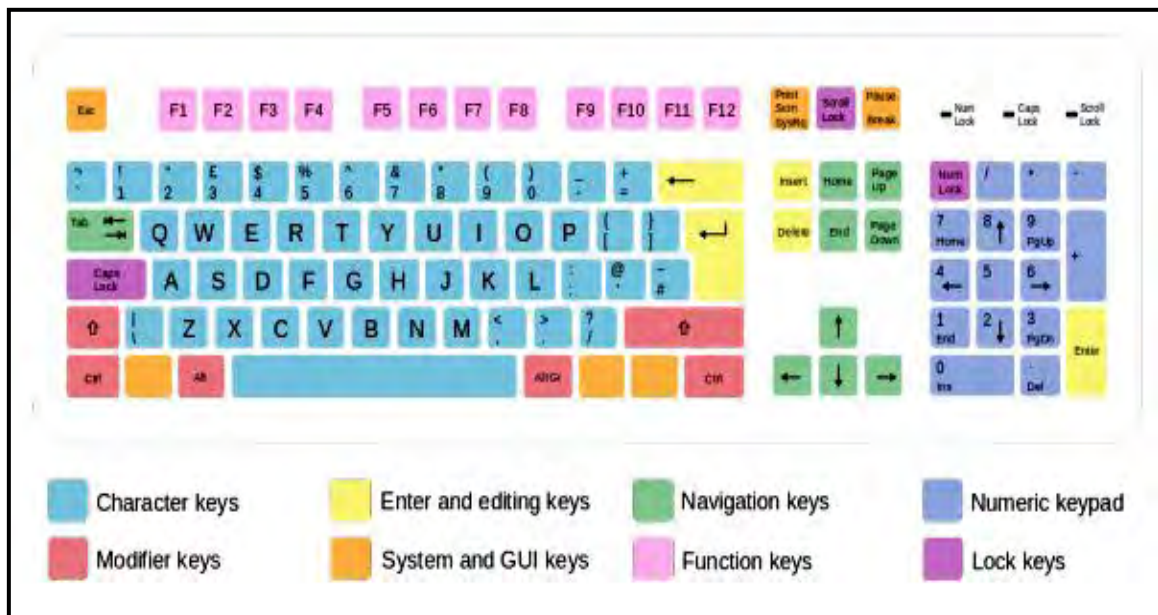 Esc F1 F2 F3 F4 F5 F6 F7 F8 F9 F10 F11 F12 Print Scrn SysRq Scroll Lock Pause Break Num Lock Caps Lock Scroll Lock
! " £ $ % ^ & * ( ) _ +
` 1 2 3 4 5 6 7 8 9 0 - = ← Insert Home Page Up Num Lock / * -
Tab Q W E R T Y U I O P { [ } ] ↵ Delete End Page Down 7 Home 8 ↑ 9 PgUp +
Caps Lock A S D F G H J K L : ; @ ' ~ # 4 ← 5 6 →
⇧ | \ Z X C V B N M < , > . ? / ⇧ ↑ 1 End 2 ↓ 3 PgDn Enter
Ctrl Alt Alt Gr Ctrl ← ↓ → 0 Ins . Del
Character keys Enter and editing keys Navigation keys Numeric keypad
Modifier keys System and GUI keys Function keys Lock keys